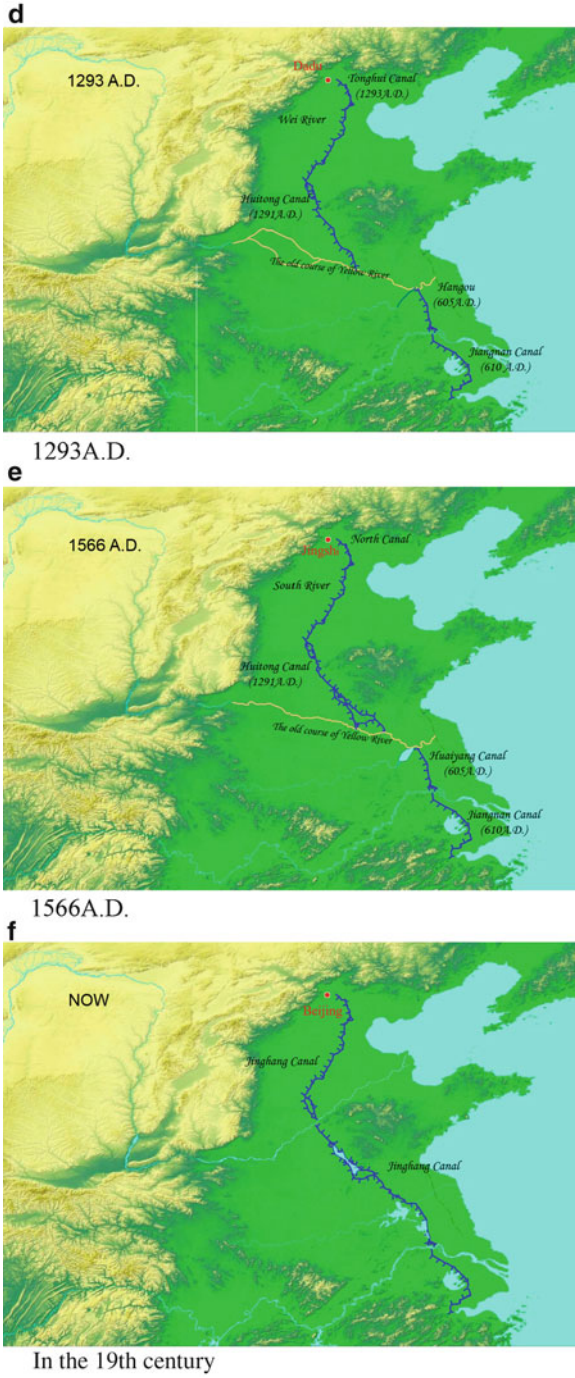 d
1293 A.D.
Dadu
Tonghui Canal
(1293A.D.)
Wei River
Huitong Canal
(1291A.D.)
The old course of Yellow River
Hangou
(605A.D.)
Jiangnan Canal
(610 A.D.)
1293A.D.
e
1566 A.D.
Jingshi
North Canal
South River
Huitong Canal
(1291A.D.)
The old course of Yellow River
Huaiyang Canal
(605A.D.)
Jiangnan Canal
(610A.D.)
1566A.D.
f
NOW
Beijing
Jinghang Canal
Jinghang Canal
In the 19th century